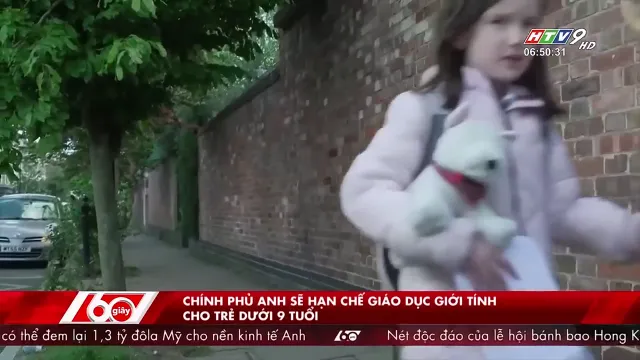 HTV9 HD
06:50:31
60 giây
CHÍNH PHỦ ANH SẼ HẠN CHẾ GIÁO DỤC GIỚI TÍNH
CHO TRẺ DƯỚI 9 TUỔI
có thể đem lại 1,3 tỷ đôla Mỹ cho nền kinh tế Anh 60 Nét độc đáo của lễ hội bánh bao Hong K